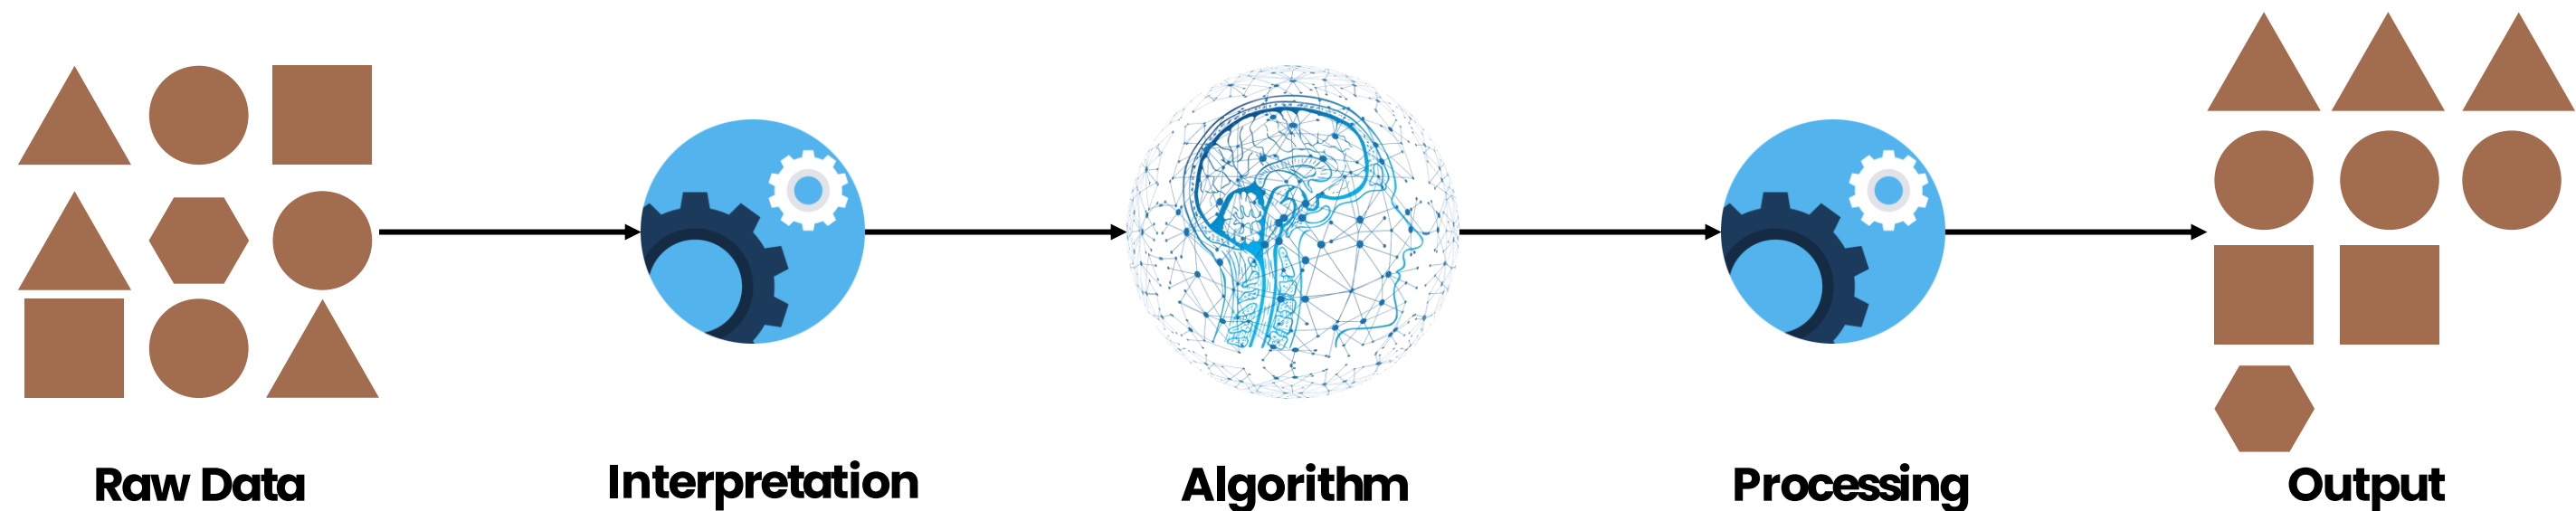 Raw Data
Interpretation
Algorithm
Processing
Output